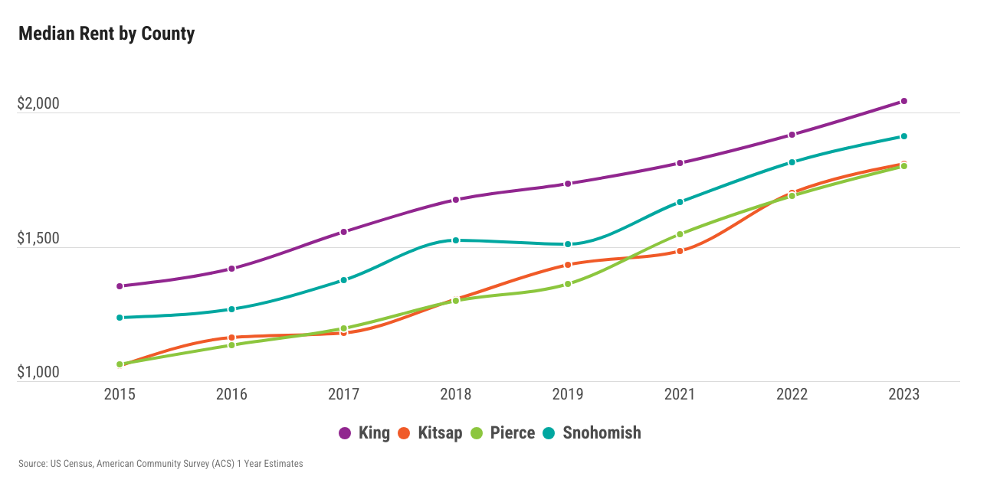 Median Rent by County
$2,000
$1,500
$1,000
2015 2016 2017 2018 2019 2021 2022 2023
King Kitsap Pierce Snohomish
Source: US Census, American Community Survey (ACS) 1 Year Estimates